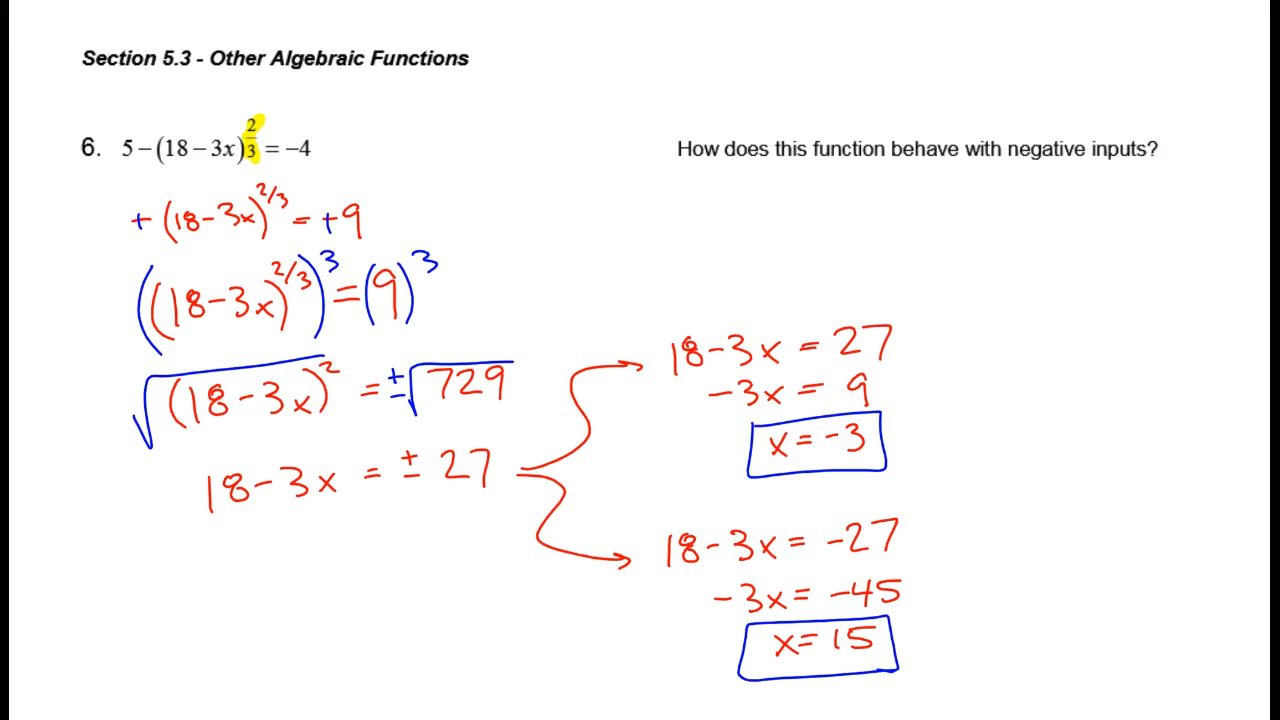 Section 5.3 - Other Algebraic Functions
6. 5 − (18 − 3x)^(2/3) = −4
How does this function behave with negative inputs?
+ (18 − 3x)^(2/3) = +9
((18 − 3x)^(2/3))^3 = (9)^3
√(18 − 3x)^2 = ±√729
18 − 3x = ± 27
18 − 3x = 27
−3x = 9
x = −3
18 − 3x = −27
−3x = −45
x = 15